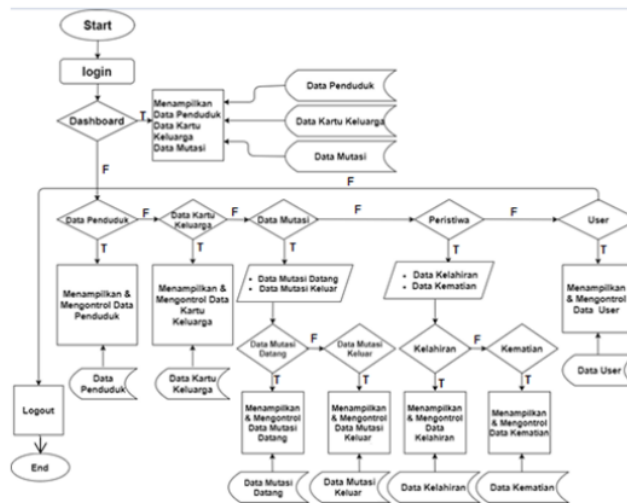 Start
login
Dashboard
T
Menampilkan
Data Penduduk
Data Kartu
Keluarga
Data Mutasi
Data Penduduk
Data Kartu Keluarga
Data Mutasi
F
F
Data Penduduk
F
Data Kartu
Keluarga
F
Data Mutasi
F
Peristiwa
F
User
T
T
T
T
T
Menampilkan &
Mengontrol Data
Penduduk
Menampilkan &
Mengontrol Data
Kartu
Keluarga
• Data Mutasi Datang
• Data Mutasi Keluar
• Data Kelahiran
• Data Kematian
Menampilkan
& Mengontrol
Data User
Data Mutasi
Datang
F
Data Mutasi
Keluar
Kelahiran
F
Kematian
Data
Penduduk
Data Kartu
Keluarga
Data User
T
T
T
T
Logout
Menampilkan
& Mengontrol
Data Mutasi
Datang
Menampilkan
& Mengontrol
Data Mutasi
Keluar
Menampilkan
& Mengontrol
Data
Kelahiran
Menampilkan
& Mengontrol
Data Kematian
End
Data Mutasi
Datang
Data Mutasi
Keluar
Data Kelahiran
Data Kematian